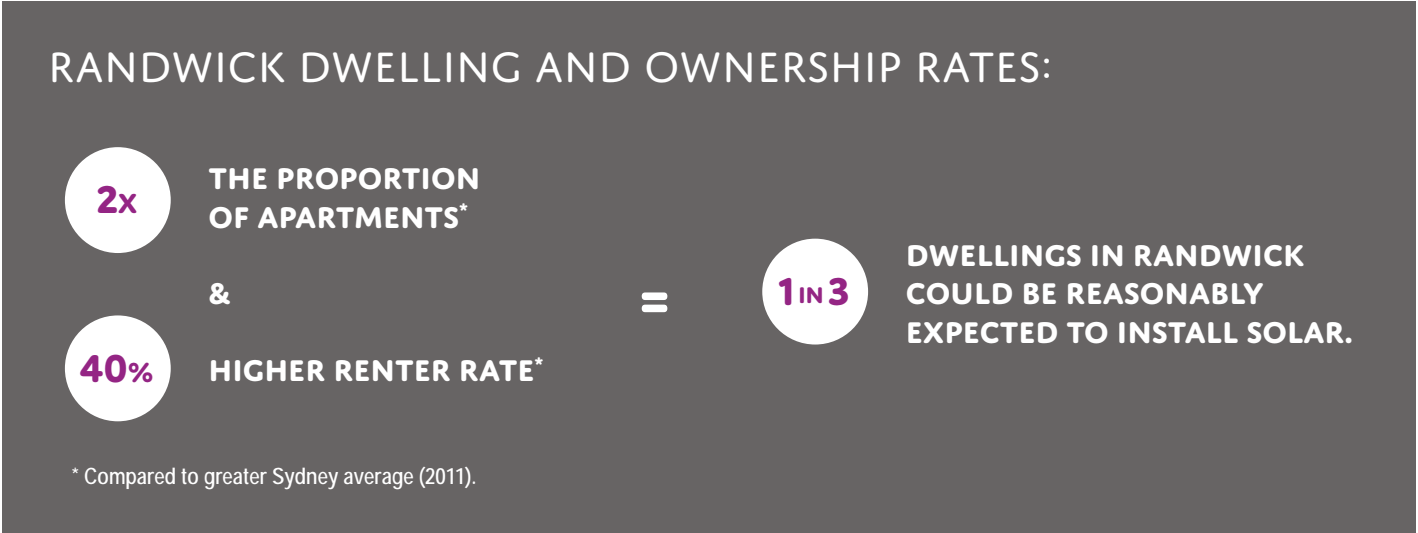 RANDWICK DWELLING AND OWNERSHIP RATES:
2x
THE PROPORTION
OF APARTMENTS*
&
40%
HIGHER RENTER RATE*
=
1 IN 3
DWELLINGS IN RANDWICK
COULD BE REASONABLY
EXPECTED TO INSTALL SOLAR.
* Compared to greater Sydney average (2011).